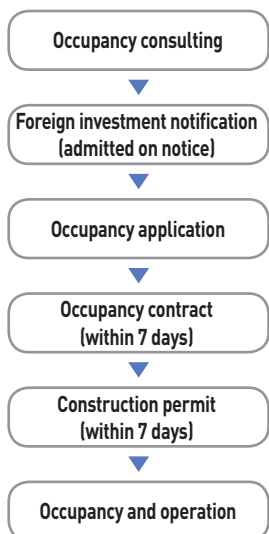 Occupancy consulting
Foreign investment notification
(admitted on notice)
Occupancy application
Occupancy contract
(within 7 days)
Construction permit
(within 7 days)
Occupancy and operation